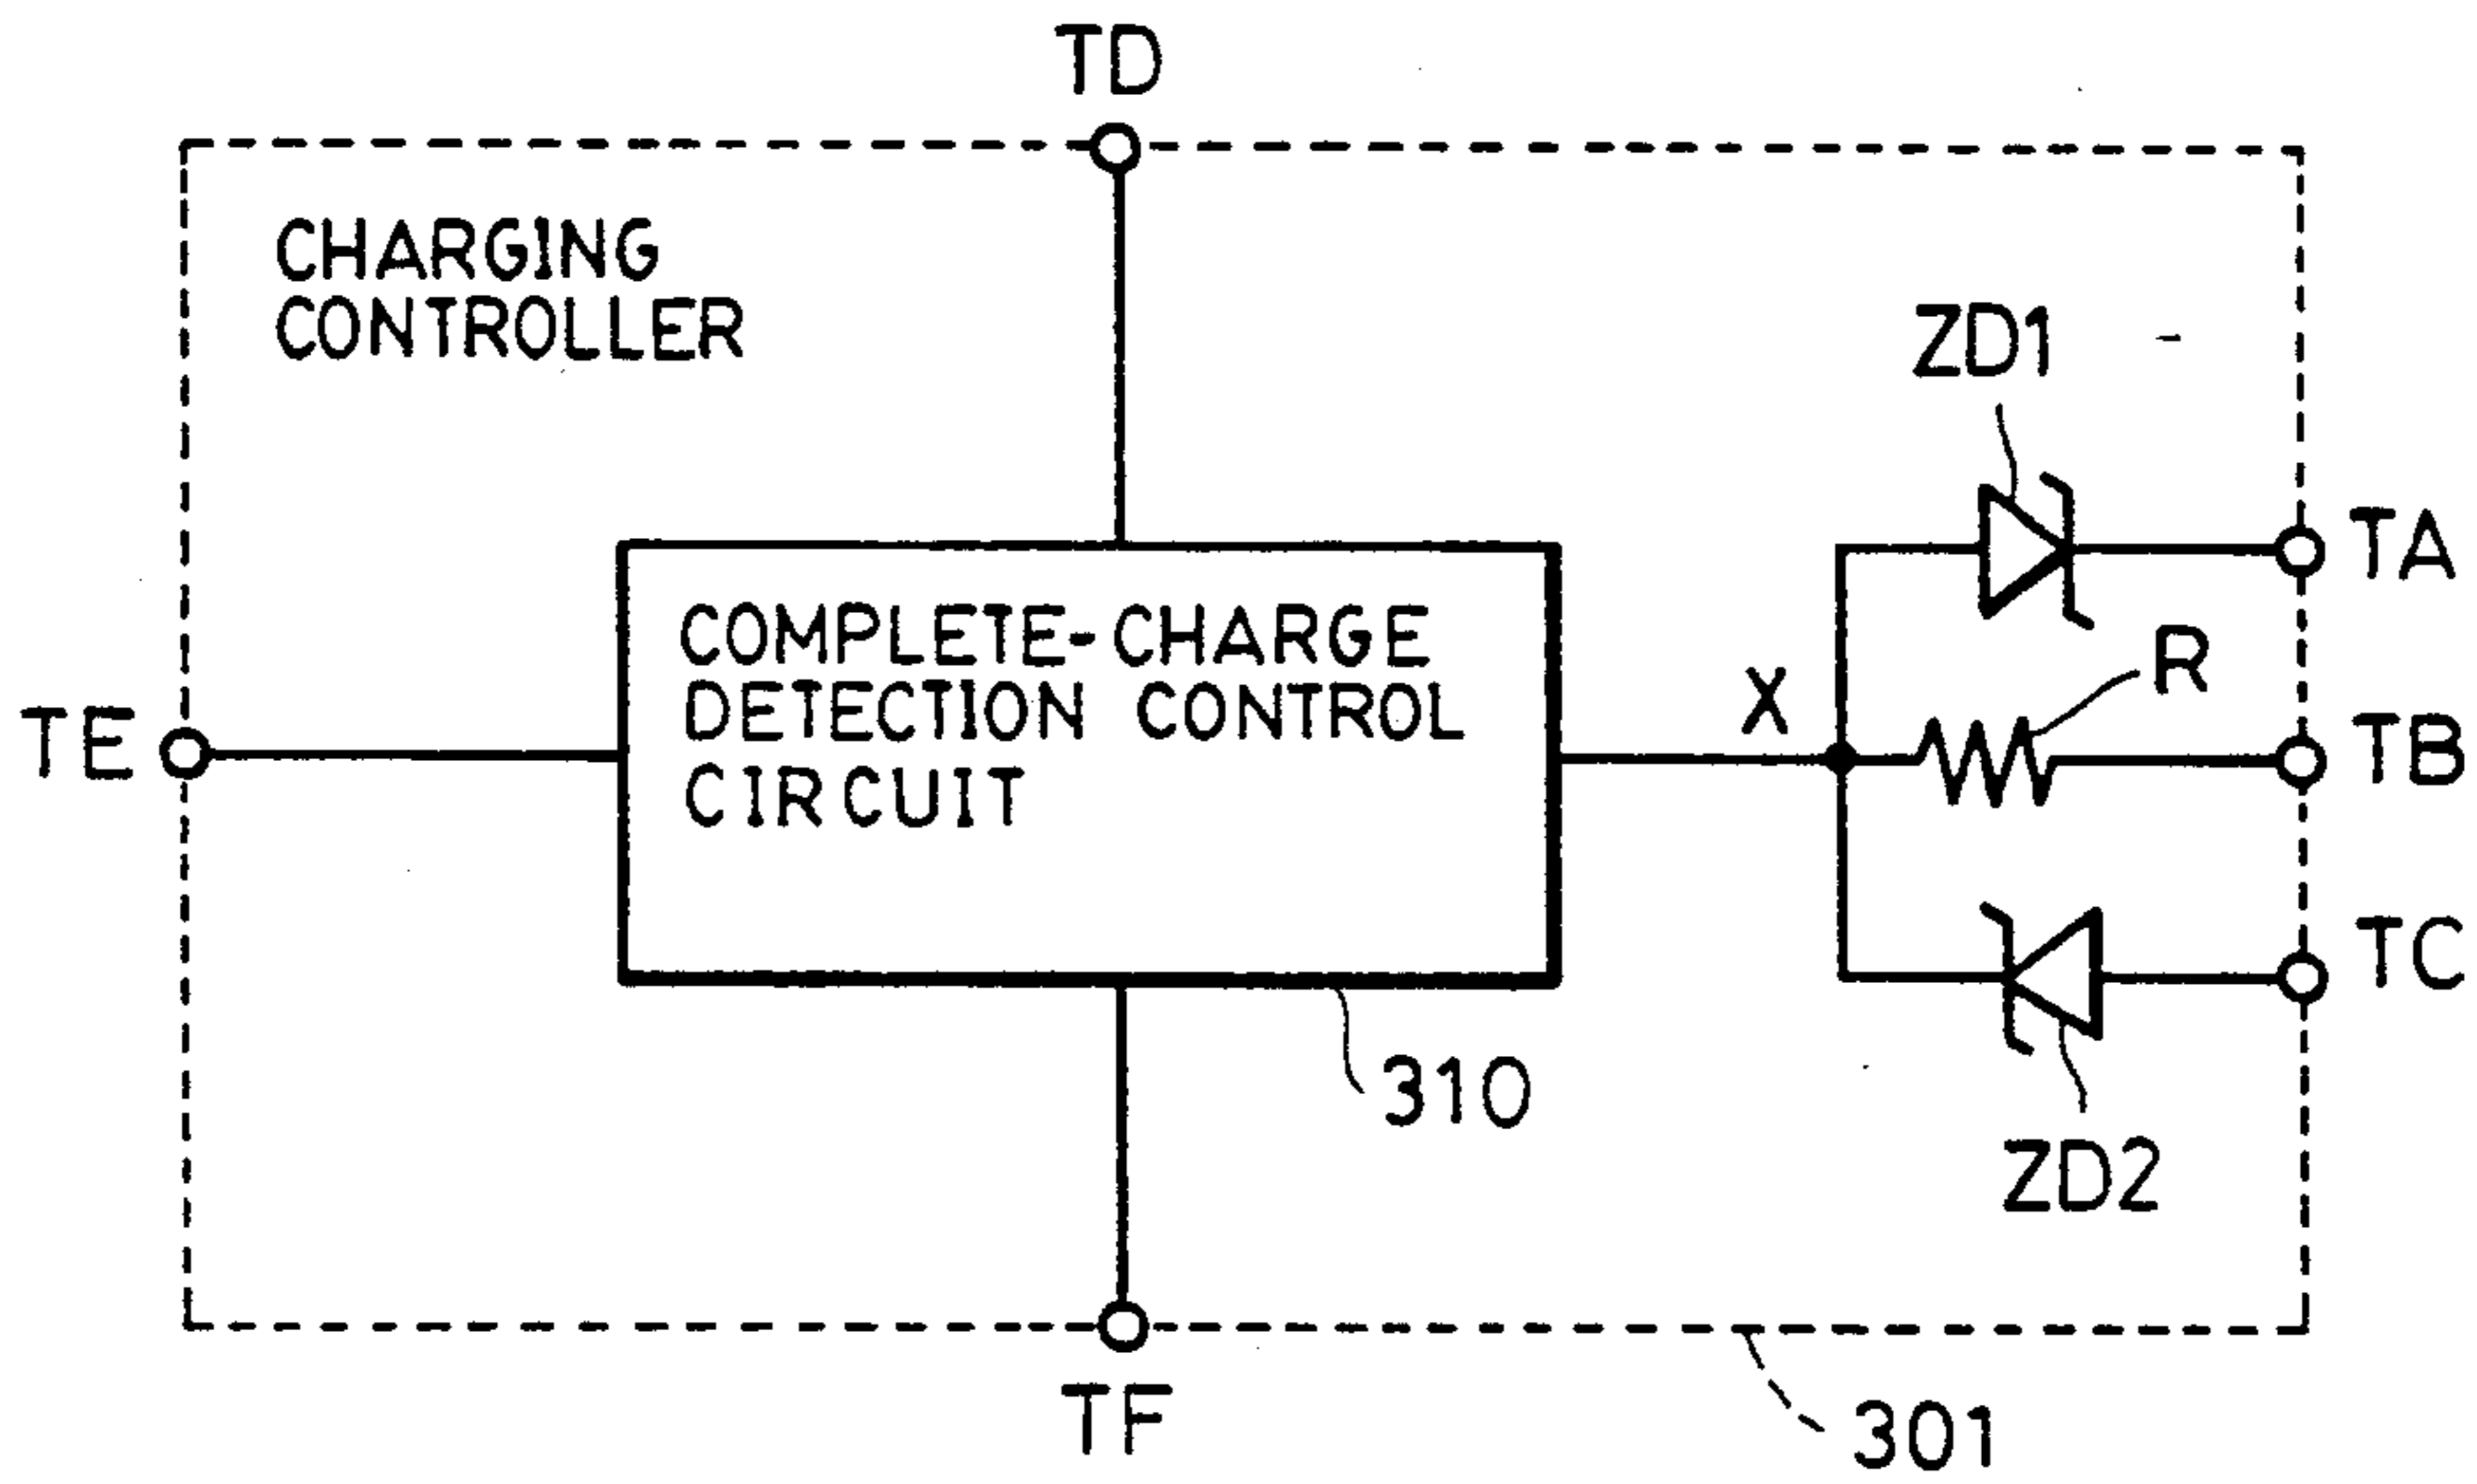 TD
CHARGING
CONTROLLER
ZD1
TA
COMPLETE-CHARGE
DETECTION CONTROL
CIRCUIT
X
R
TE
TB
TC
310
ZD2
TF
301